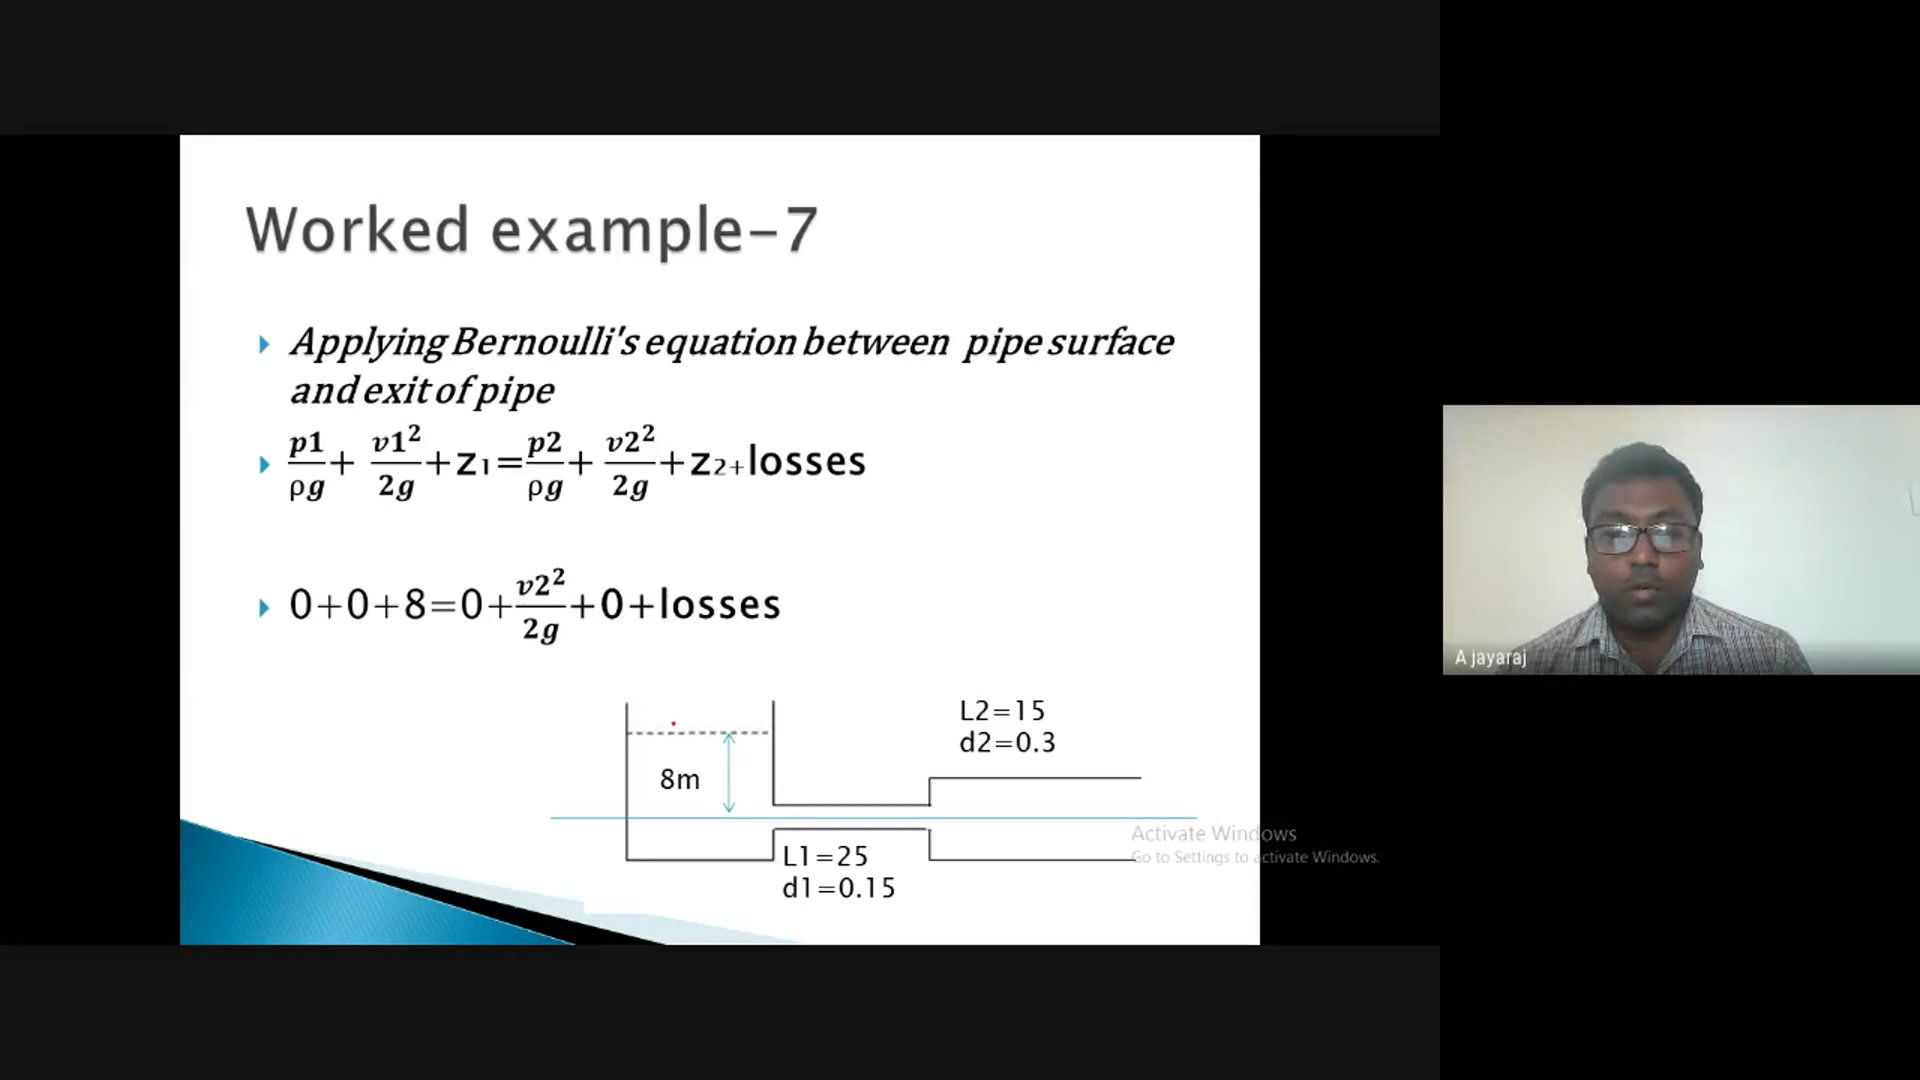 Worked example-7
Applying Bernoulli's equation between pipe surface
and exit of pipe
p1/ρg + v1²/2g +z₁=p2/ρg + v2²/2g +z₂₊losses
0+0+8=0+v2²/2g+0+losses
L2=15
d2=0.3
8m
L1=25
d1=0.15
Activate Windows
Go to Settings to activate Windows.
A jayaraj